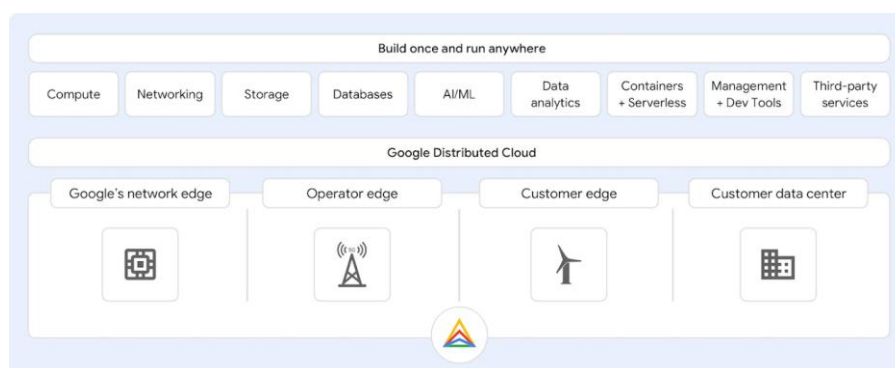 Build once and run anywhere
Compute
Networking
Storage
Databases
AI/ML
Data
analytics
Containers
+ Serverless
Management
+ Dev Tools
Third-party
services
Google Distributed Cloud
Google's network edge
Operator edge
Customer edge
Customer data center